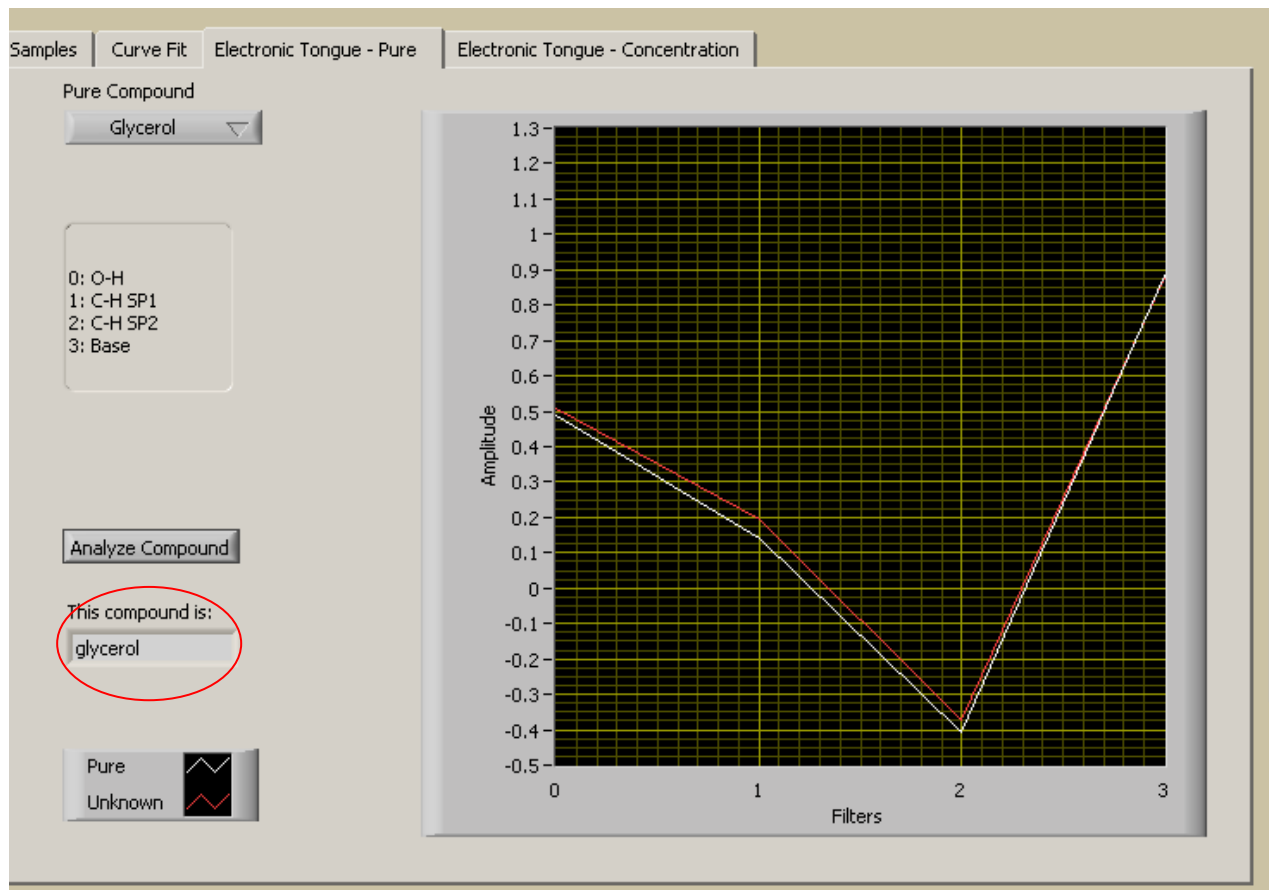 Samples
Curve Fit
Electronic Tongue - Pure
Electronic Tongue - Concentration
Pure Compound
Glycerol
0: O-H
1: C-H SP1
2: C-H SP2
3: Base
Analyze Compound
This compound is:
glycerol
Pure
Unknown
Amplitude
1.3
1.2
1.1
1
0.9
0.8
0.7
0.6
0.5
0.4
0.3
0.2
0.1
0
-0.1
-0.2
-0.3
-0.4
-0.5
0 1 2 3
Filters